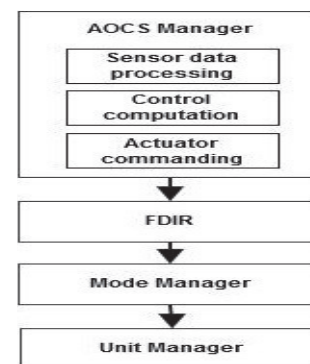 AOCS Manager
Sensor data
processing
Control
computation
Actuator
commanding
FDIR
Mode Manager
Unit Manager